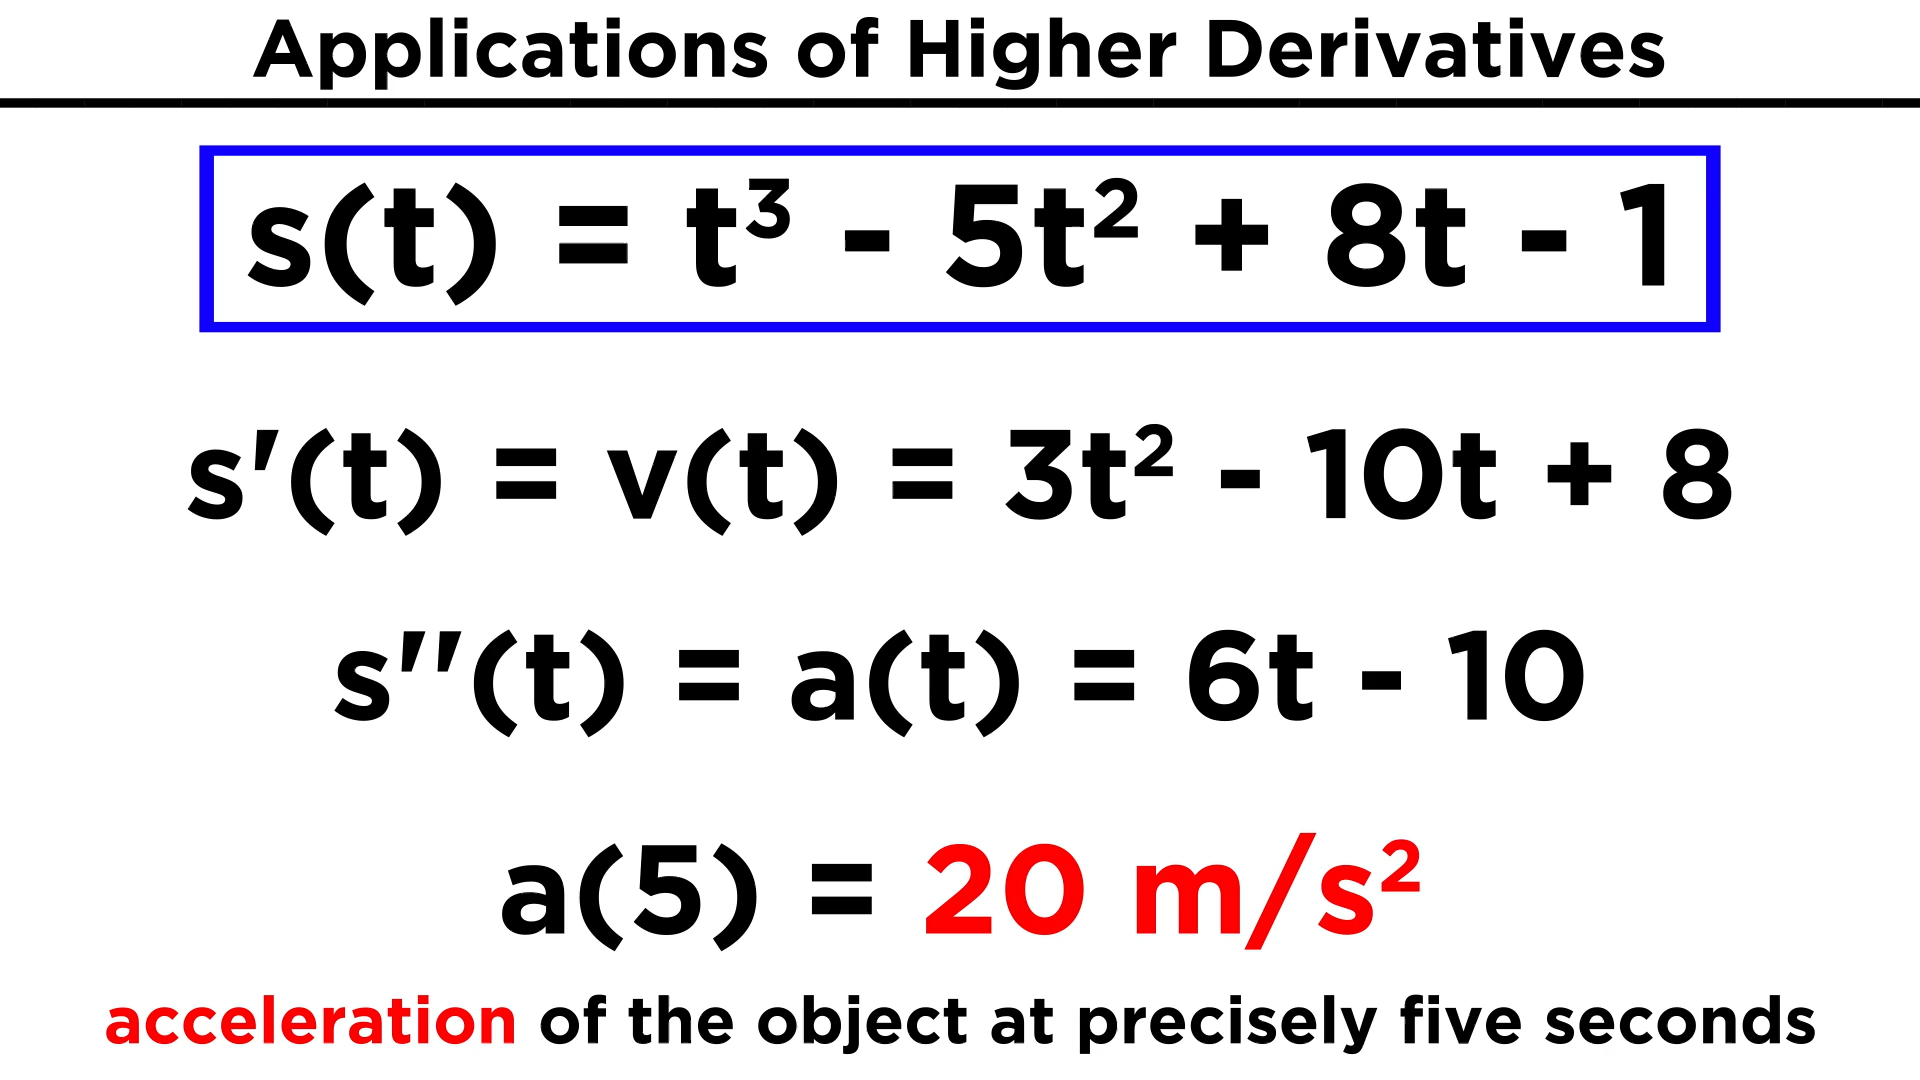 Applications of Higher Derivatives
s(t) = t³ - 5t² + 8t - 1
s'(t) = v(t) = 3t² - 10t + 8
s''(t) = a(t) = 6t - 10
a(5) = 20 m/s²
acceleration of the object at precisely five seconds